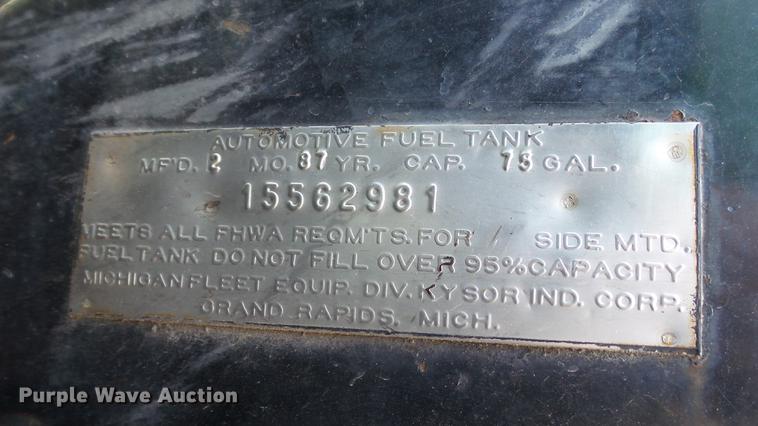 AUTOMOTIVE FUEL TANK
MF'D. 2 MO. 87 YR. CAP. 75 GAL.
15562981
MEETS ALL FHWA REQM'TS. FOR / SIDE MTD.
FUEL TANK DO NOT FILL OVER 95% CAPACITY
MICHIGAN FLEET EQUIP. DIV. KYSOR IND. CORP.
GRAND RAPIDS, MICH.
Purple Wave Auction®